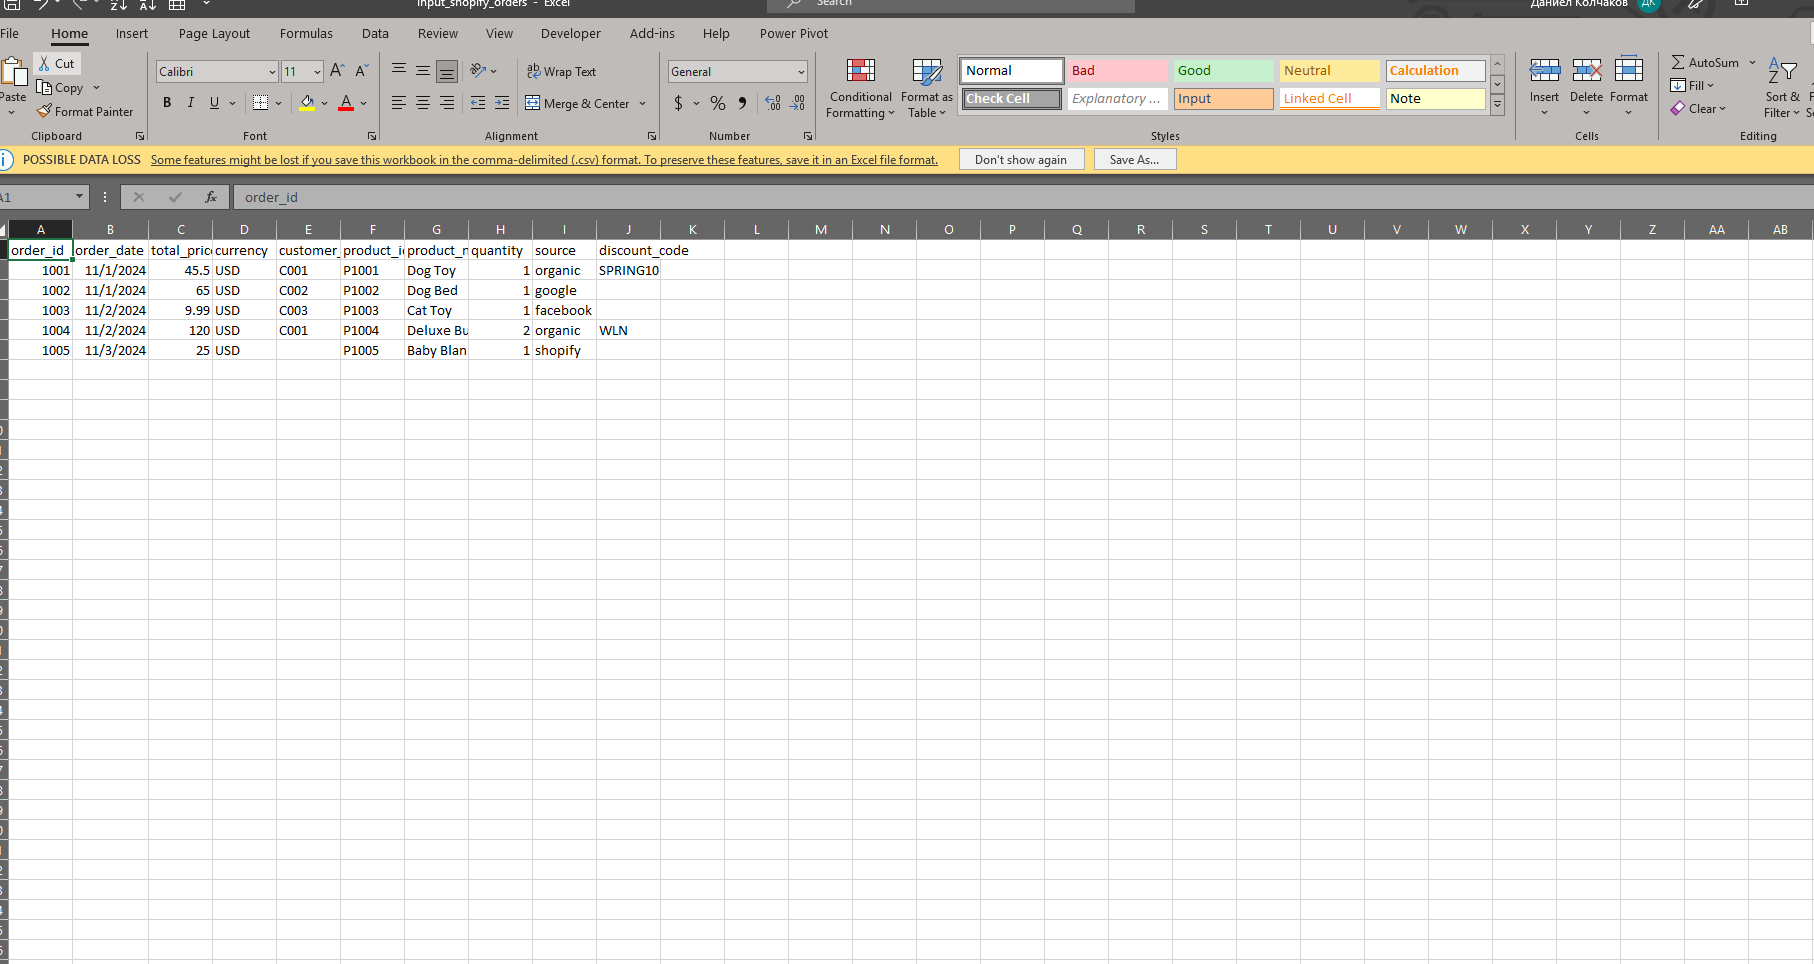 input_shopify_orders - Excel Search Даниел Колчаков ДК
File Home Insert Page Layout Formulas Data Review View Developer Add-ins Help Power Pivot
Paste
Cut
Copy
Format Painter
Clipboard
Calibri 11
B I U
Font
Wrap Text
Merge & Center
Alignment
General
$ % 
Number
Conditional Formatting
Format as Table
Normal Bad Good Neutral Calculation
Check Cell Explanatory ... Input Linked Cell Note
Styles
Insert Delete Format
Cells
AutoSum
Fill
Clear
Sort &
Filter
Editing
POSSIBLE DATA LOSS Some features might be lost if you save this workbook in the comma-delimited (.csv) format. To preserve these features, save it in an Excel file format. Don't show again Save As...
A1 fx order_id
A B C D E F G H I J K L M N O P Q R S T U V W X Y Z AA AB
order_id order_date total_pric currency customer_ product_i product_n quantity source discount_code
1001 11/1/2024 45.5 USD C001 P1001 Dog Toy 1 organic SPRING10
1002 11/1/2024 65 USD C002 P1002 Dog Bed 1 google
1003 11/2/2024 9.99 USD C003 P1003 Cat Toy 1 facebook
1004 11/2/2024 120 USD C001 P1004 Deluxe Bu 2 organic WLN
1005 11/3/2024 25 USD P1005 Baby Blan 1 shopify